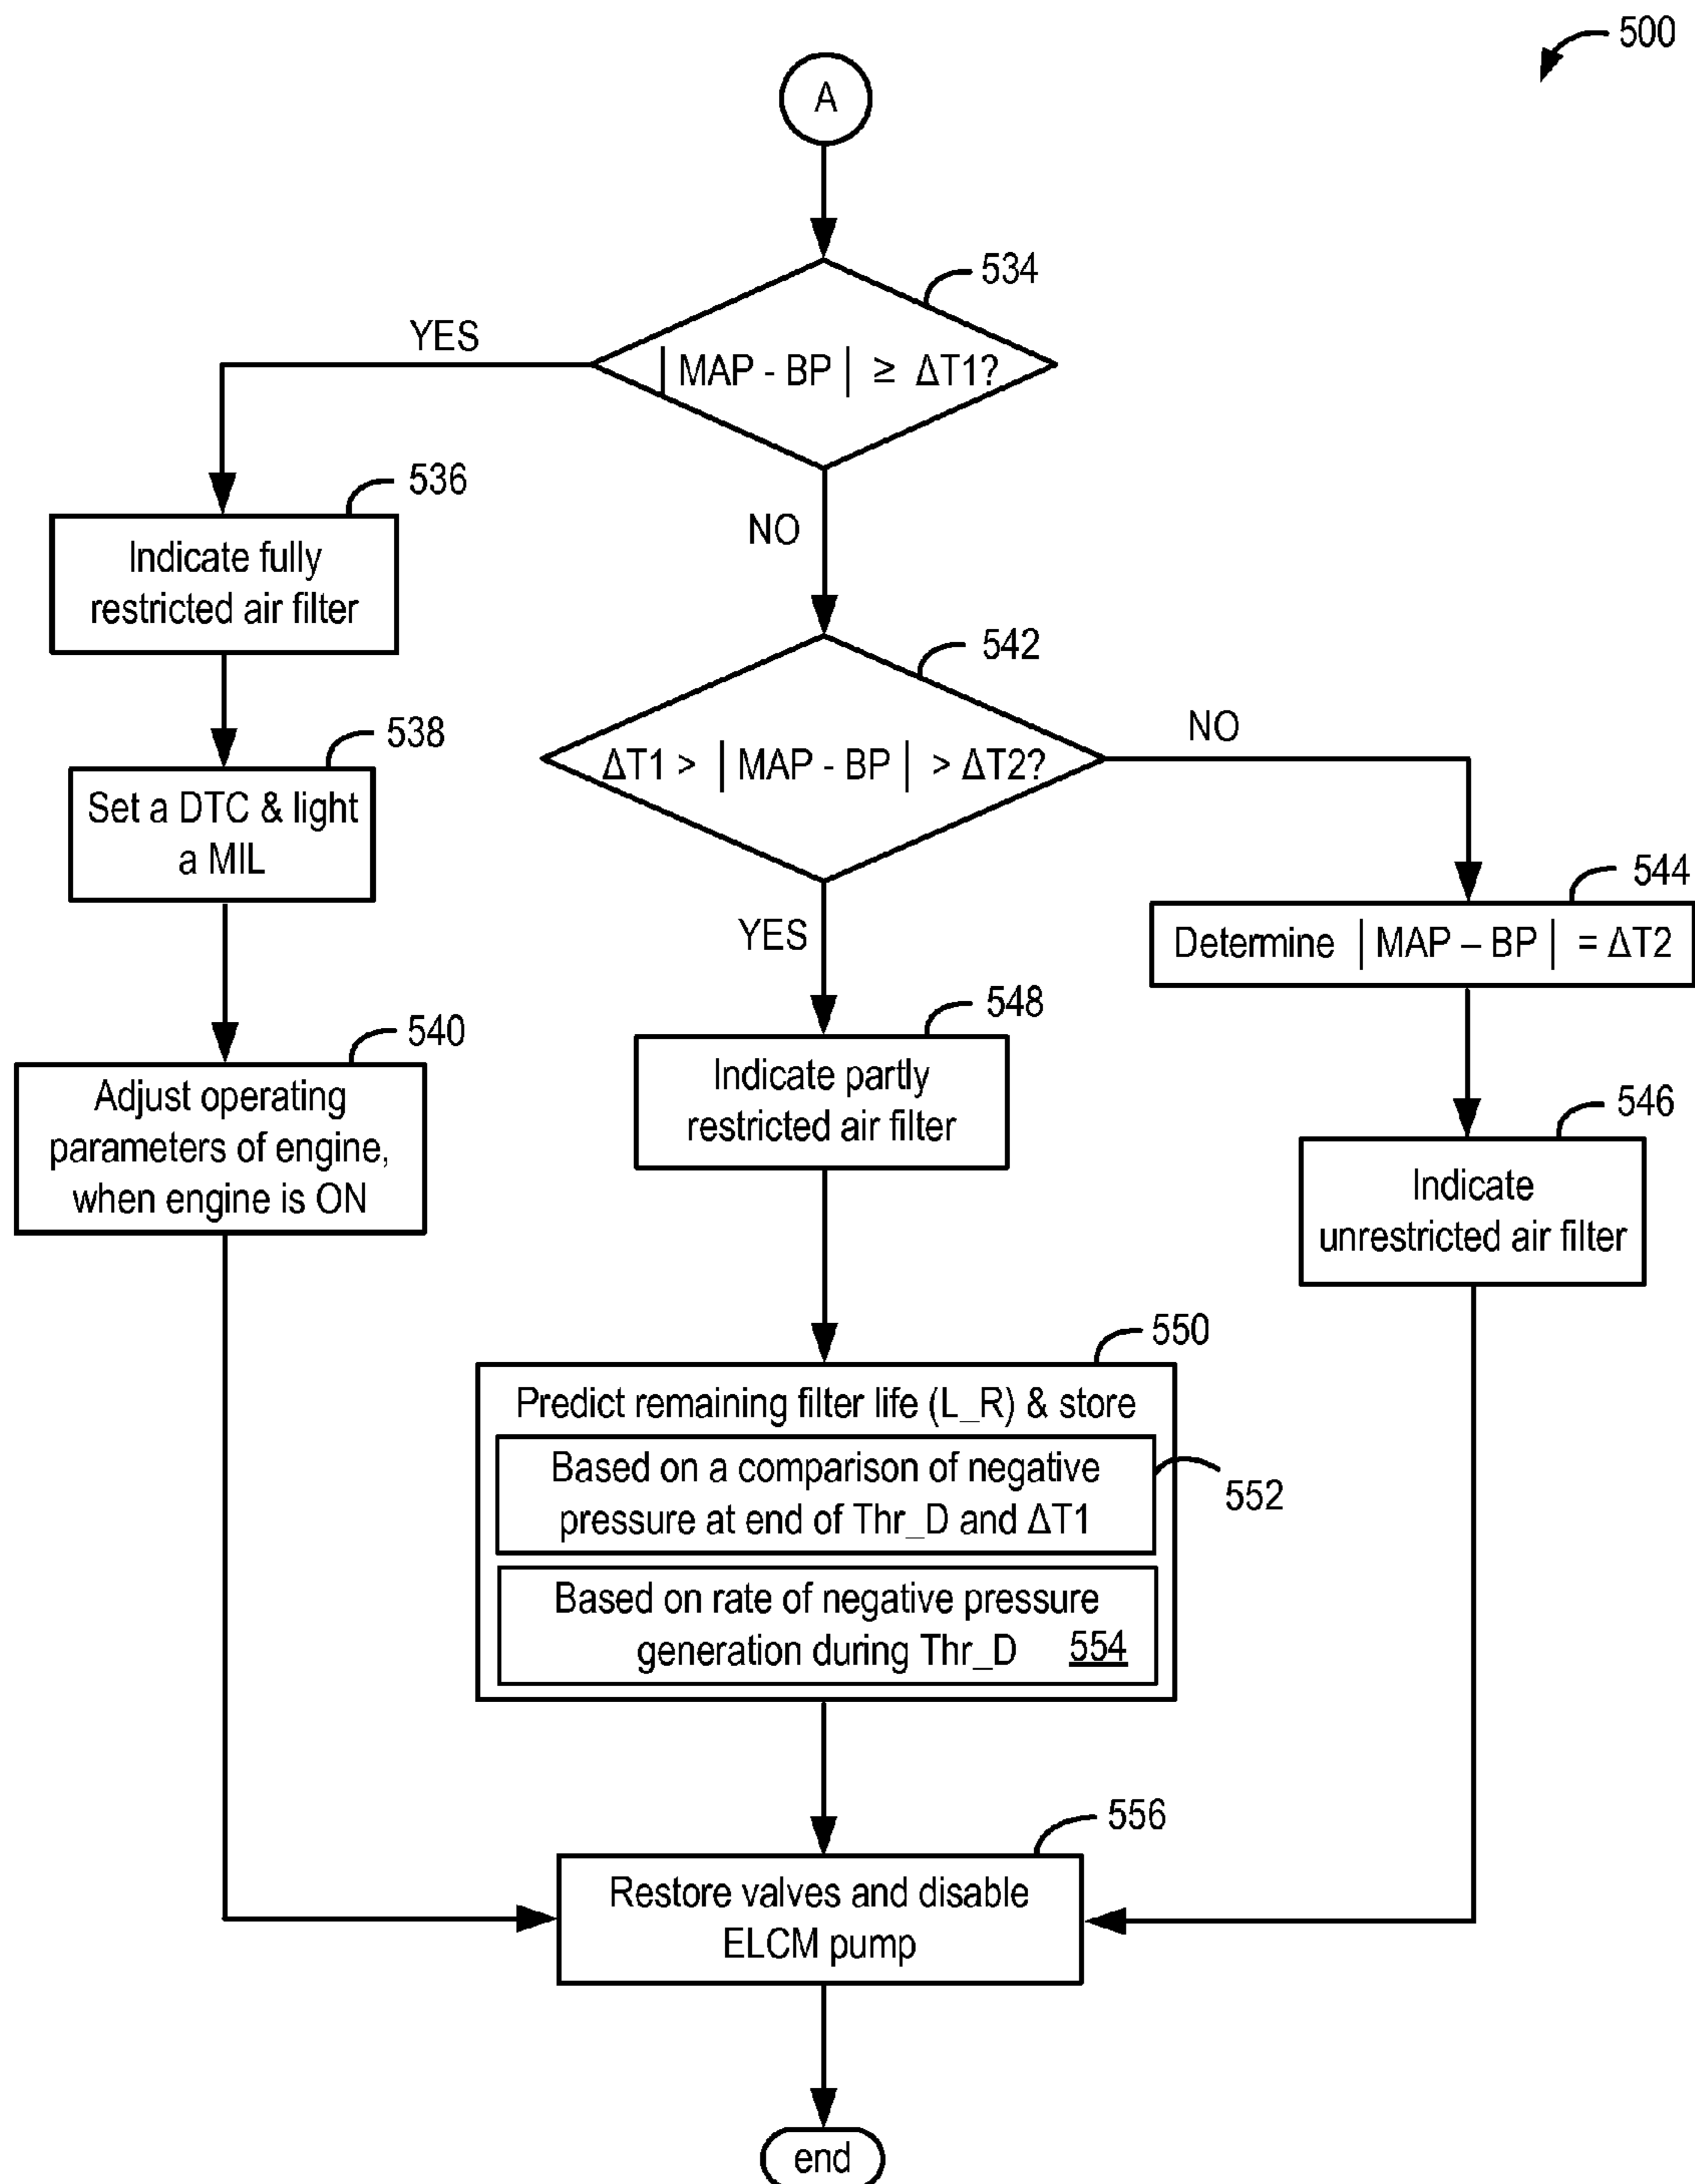 500
A
534
YES
| MAP - BP | ≥ ΔT1?
536
NO
Indicate fully
restricted air filter
542
NO
ΔT1 > | MAP - BP | > ΔT2?
538
Set a DTC & light
a MIL
544
YES
Determine | MAP – BP | = ΔT2
548
540
Indicate partly
restricted air filter
Adjust operating
parameters of engine,
when engine is ON
546
Indicate
unrestricted air filter
550
Predict remaining filter life (L_R) & store
Based on a comparison of negative
pressure at end of Thr_D and ΔT1
552
Based on rate of negative pressure
generation during Thr_D 554
556
Restore valves and disable
ELCM pump
end